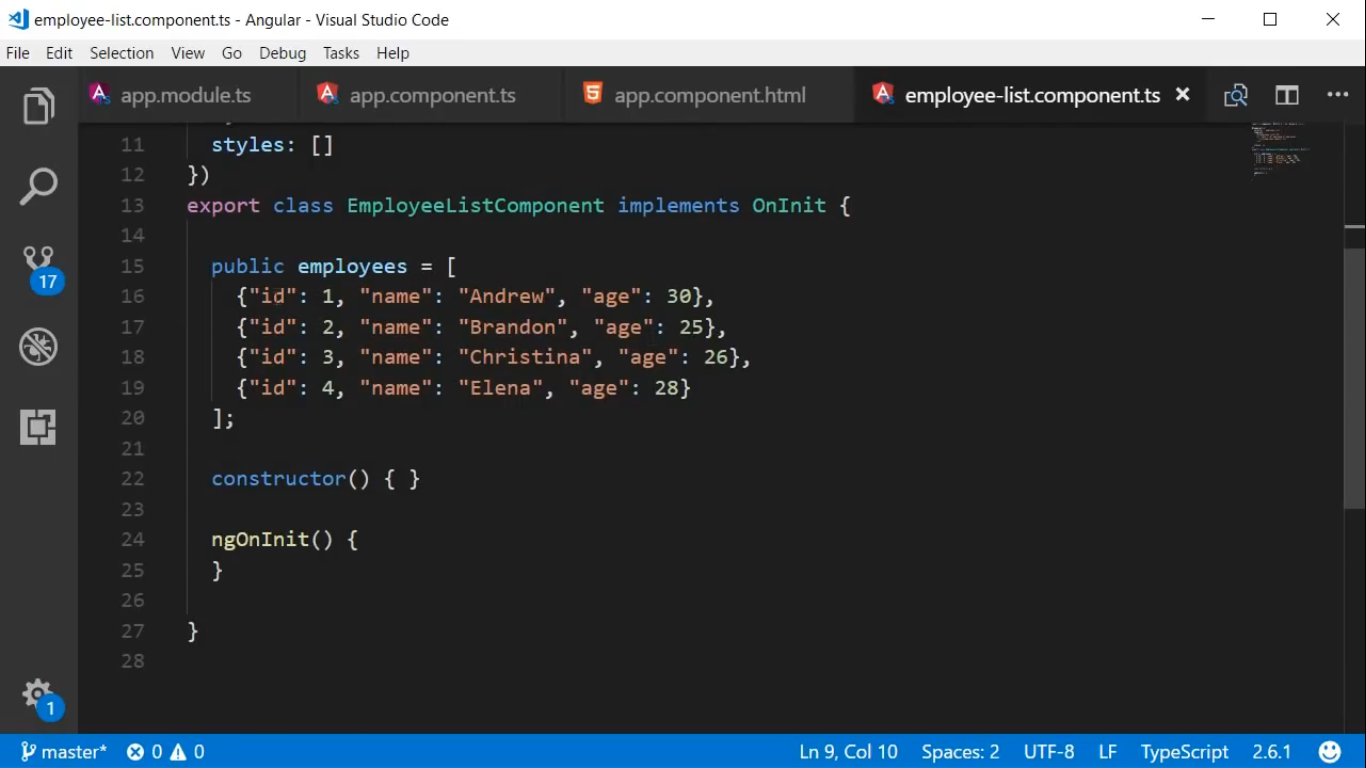 employee-list.component.ts - Angular - Visual Studio Code
File Edit Selection View Go Debug Tasks Help
app.module.ts app.component.ts app.component.html employee-list.component.ts
11 styles: []
12 })
13 export class EmployeeListComponent implements OnInit {
14
15 public employees = [
16 {"id": 1, "name": "Andrew", "age": 30},
17 {"id": 2, "name": "Brandon", "age": 25},
18 {"id": 3, "name": "Christina", "age": 26},
19 {"id": 4, "name": "Elena", "age": 28}
20 ];
21
22 constructor() { }
23
24 ngOnInit() {
25 }
26
27 }
28
17
1
master* 0 0 Ln 9, Col 10 Spaces: 2 UTF-8 LF TypeScript 2.6.1